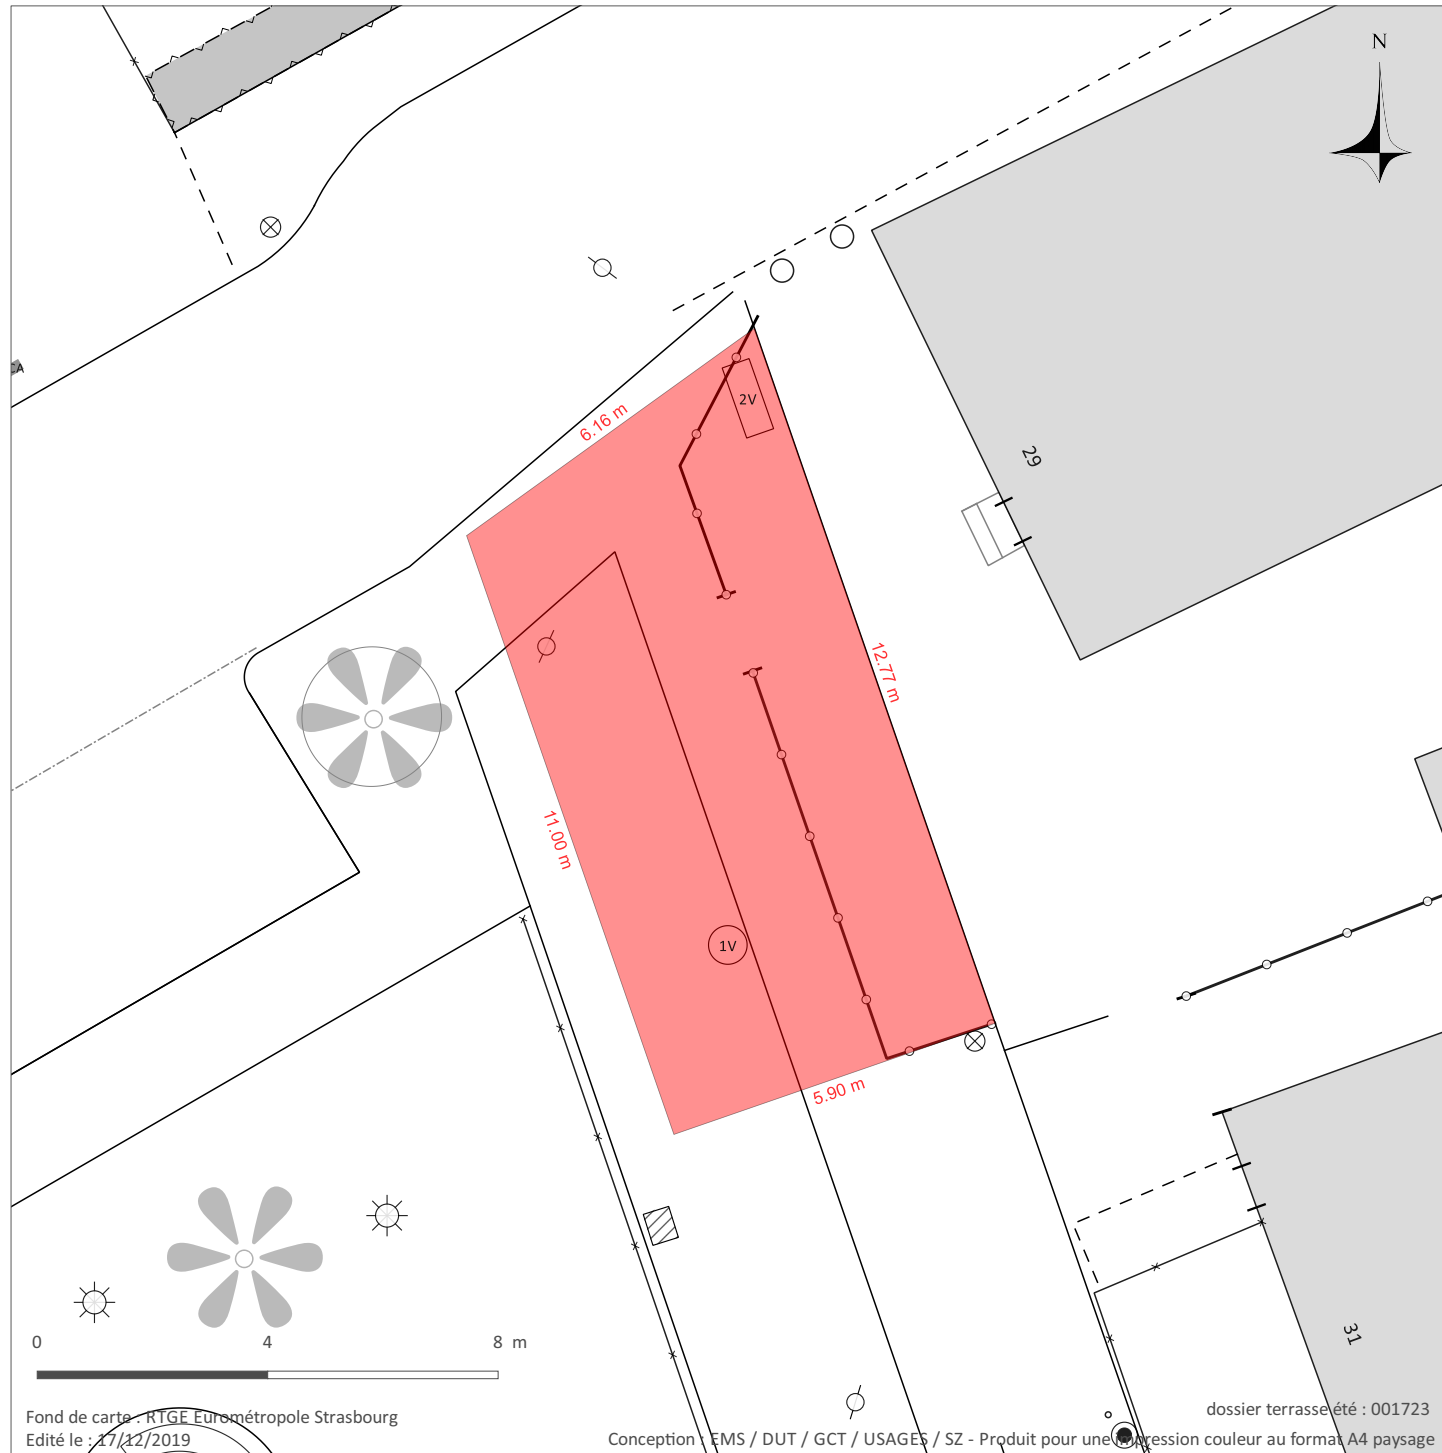 N
CA
6.16 m
2V
29
12.77 m
11.00 m
1V
5.90 m
31
0 4 8 m
Fond de carte : RTGE Eurométropole Strasbourg
Edité le : 17/12/2019
dossier terrasse été : 001723
Conception : EMS / DUT / GCT / USAGES / SZ - Produit pour une impression couleur au format A4 paysage